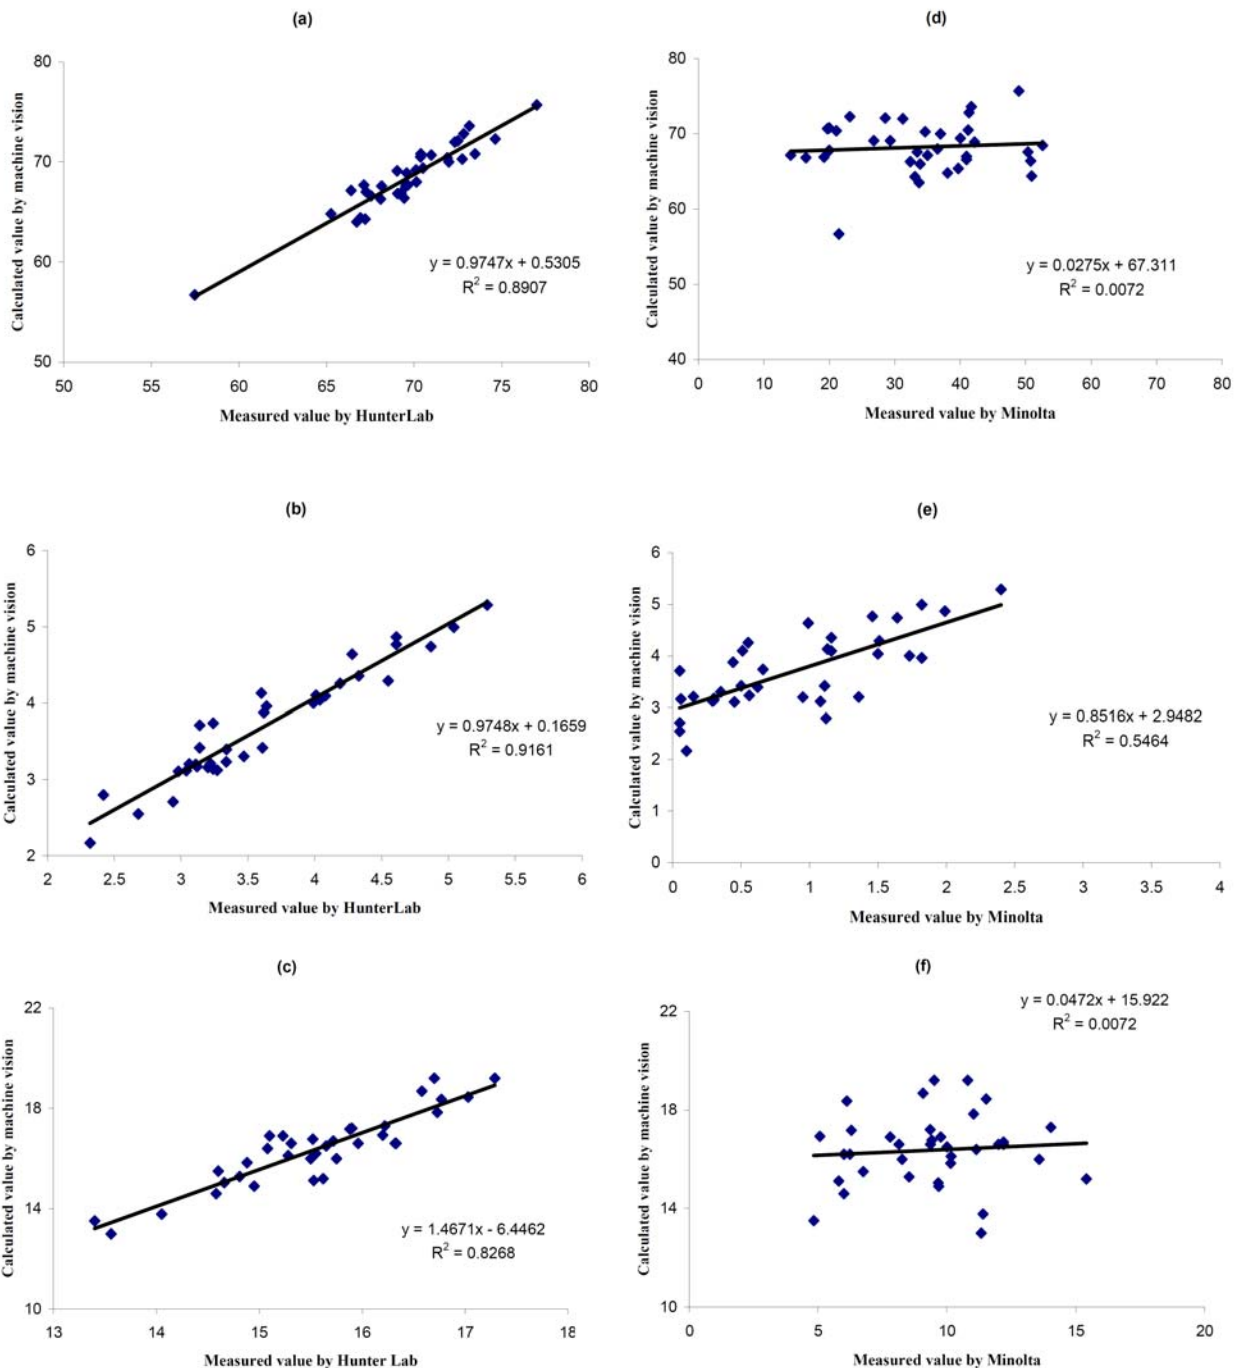 (a)
80
70
60
50
50 55 60 65 70 75 80
Calculated value by machine vision
Measured value by HunterLab
y = 0.9747x + 0.5305
R² = 0.8907
(d)
80
70
60
50
40
0 10 20 30 40 50 60 70 80
Calculated value by machine vision
Measured value by Minolta
y = 0.0275x + 67.311
R² = 0.0072
(b)
6
5
4
3
2
2 2.5 3 3.5 4 4.5 5 5.5 6
Calculated value by machine vision
Measured value by HunterLab
y = 0.9748x + 0.1659
R² = 0.9161
(e)
6
5
4
3
2
1
0
0 0.5 1 1.5 2 2.5 3 3.5 4
Calculated value by machine vision
Measured value by Minolta
y = 0.8516x + 2.9482
R² = 0.5464
(c)
22
18
14
10
13 14 15 16 17 18
Calculated value by machine vision
Measured value by Hunter Lab
y = 1.4671x - 6.4462
R² = 0.8268
(f)
y = 0.0472x + 15.922
R² = 0.0072
22
18
14
10
0 5 10 15 20
Calculated value by machine vision
Measured value by Minolta